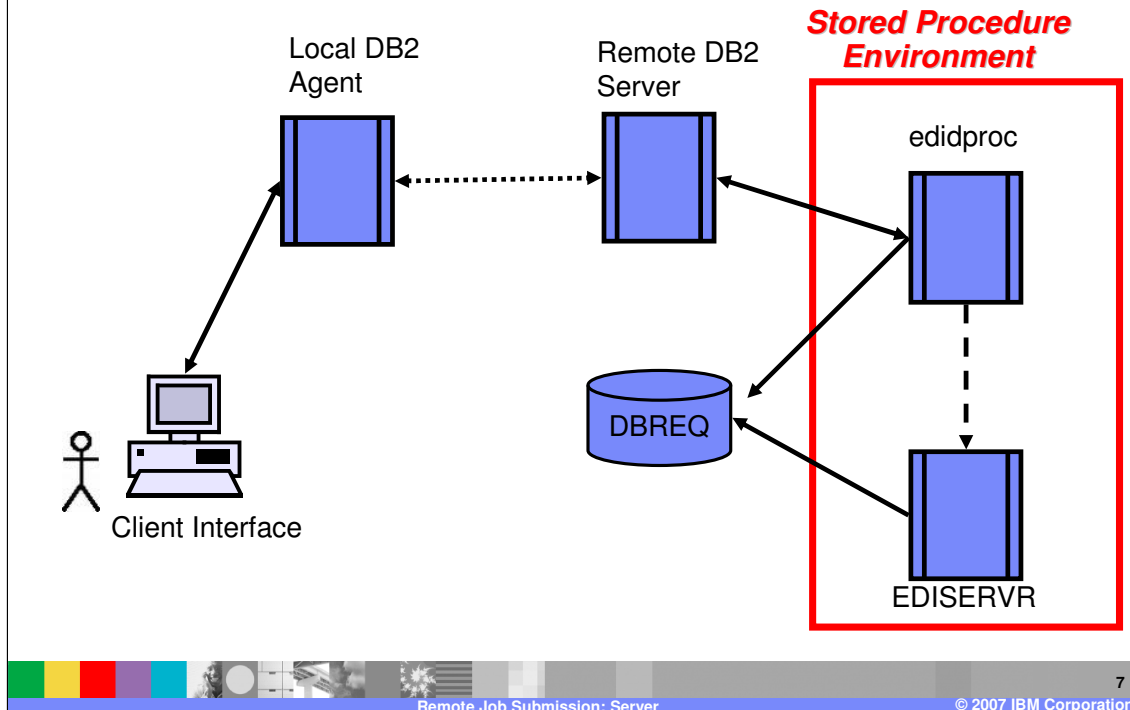 Stored Procedure
Environment
Local DB2
Agent
Remote DB2
Server
edidproc
DBREQ
Client Interface
EDISERVR
7
Remote Job Submission: Server
© 2007 IBM Corporation